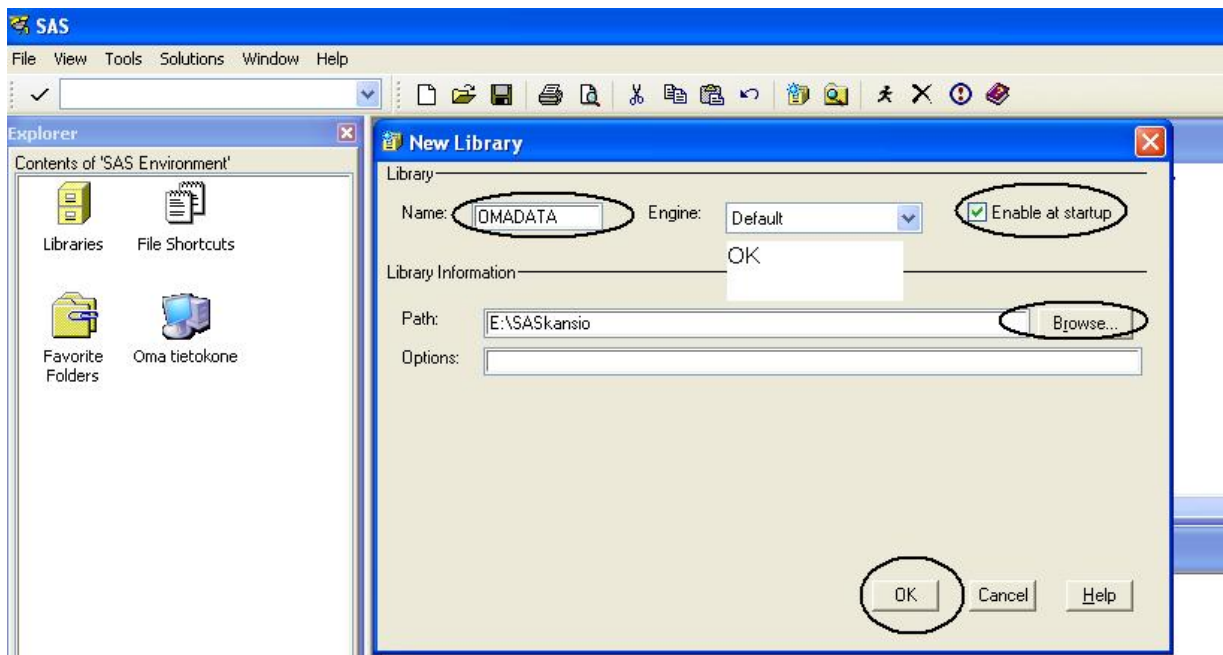 SAS
File View Tools Solutions Window Help
Explorer
Contents of 'SAS Environment'
Libraries File Shortcuts
Favorite Folders Oma tietokone
New Library
Library
Name: OMADATA Engine: Default Enable at startup
OK
Library Information
Path: E:\SASkansio Browse...
Options:
OK Cancel Help